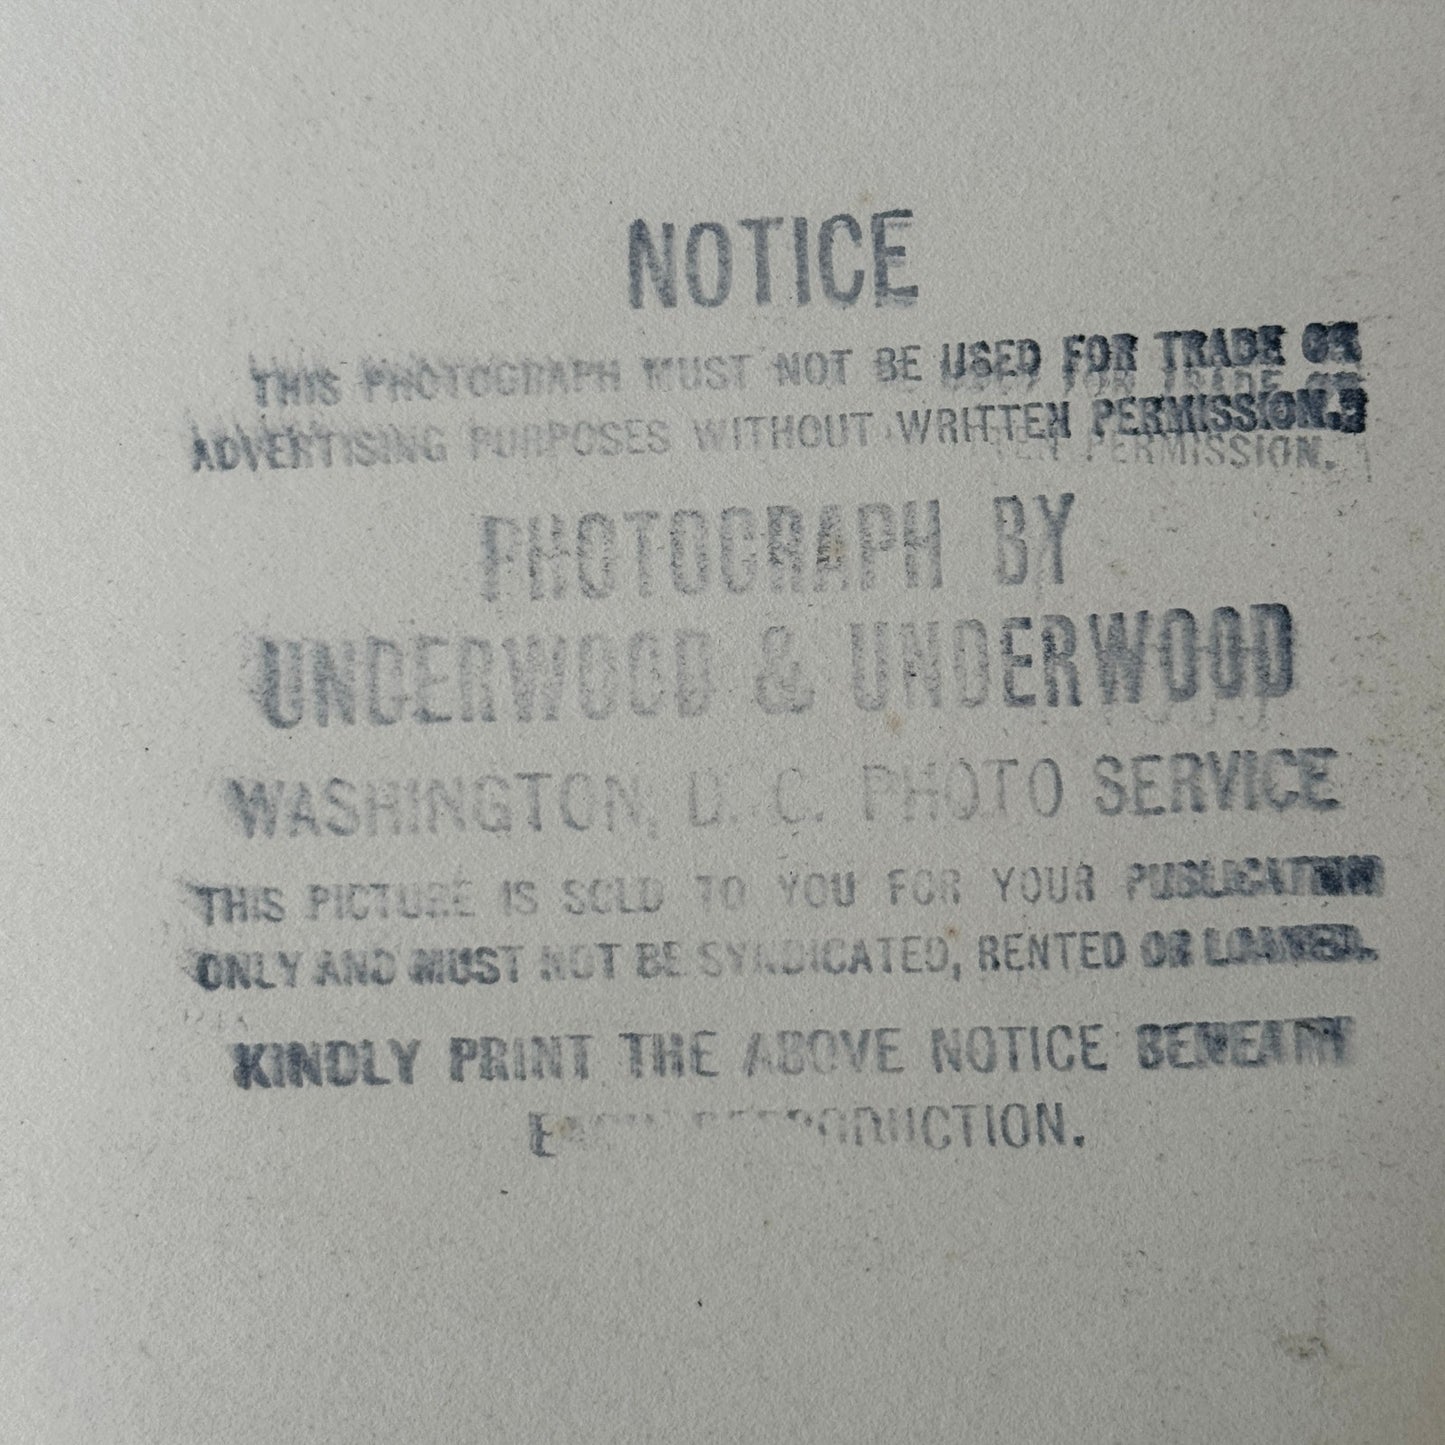 NOTICE
THIS PHOTOGRAPH MUST NOT BE USED FOR TRADE OR
ADVERTISING PURPOSES WITHOUT WRITTEN PERMISSION.
PHOTOGRAPH BY
UNDERWOOD & UNDERWOOD
WASHINGTON, D. C. PHOTO SERVICE
THIS PICTURE IS SOLD TO YOU FOR YOUR PUBLICATION
ONLY AND MUST NOT BE SYNDICATED, RENTED OR LOANED.
KINDLY PRINT THE ABOVE NOTICE BENEATH
EACH REPRODUCTION.